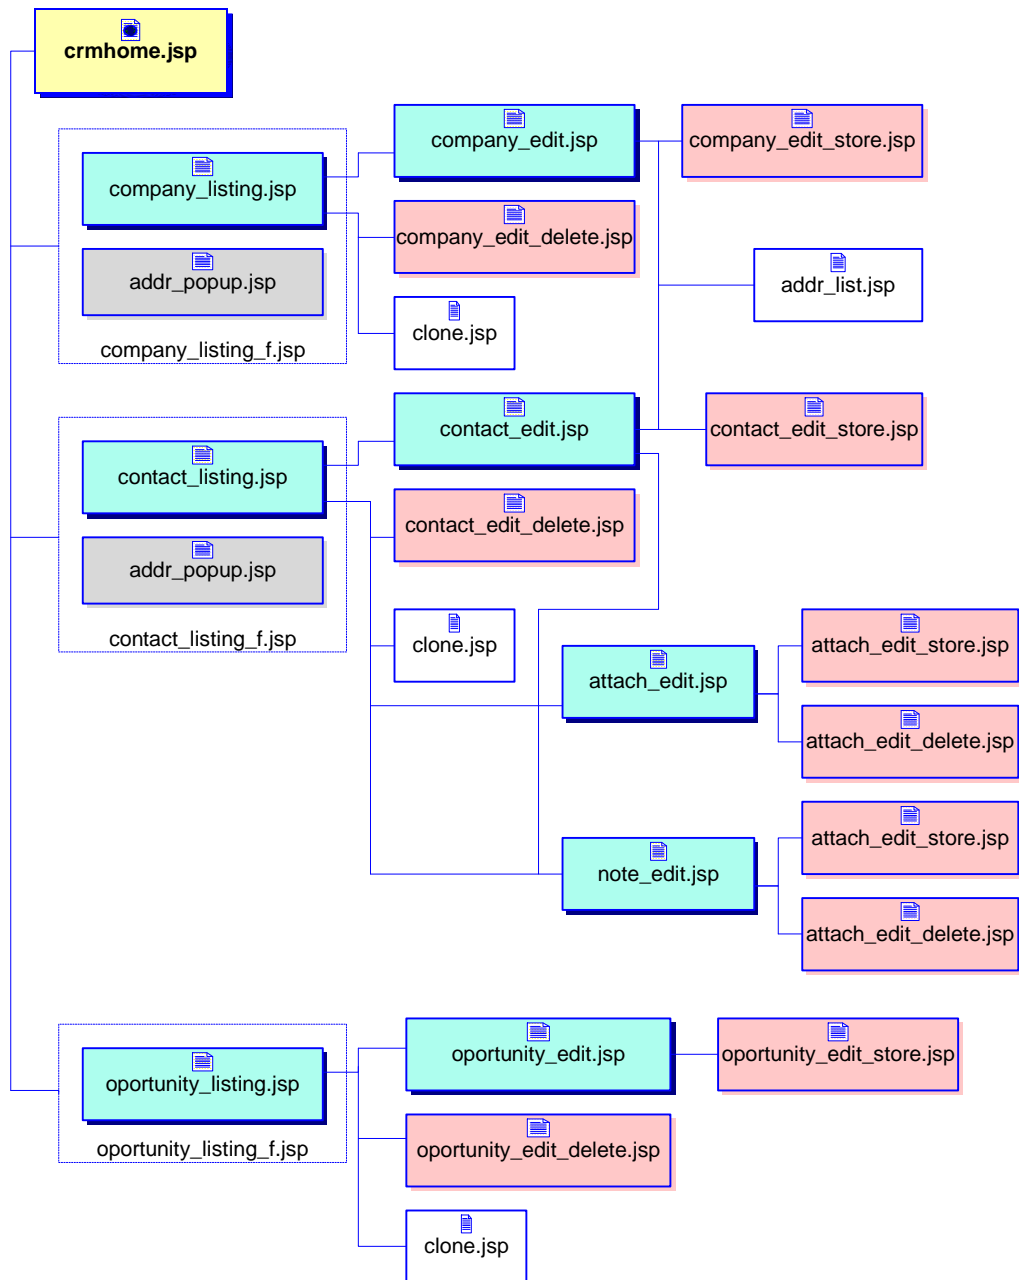 crmhome.jsp
company_edit.jsp
company_edit_store.jsp
company_listing.jsp
company_edit_delete.jsp
addr_popup.jsp
addr_list.jsp
clone.jsp
company_listing_f.jsp
contact_edit.jsp
contact_edit_store.jsp
contact_listing.jsp
contact_edit_delete.jsp
addr_popup.jsp
contact_listing_f.jsp
clone.jsp
attach_edit.jsp
attach_edit_store.jsp
attach_edit_delete.jsp
note_edit.jsp
attach_edit_store.jsp
attach_edit_delete.jsp
oportunity_edit.jsp
oportunity_edit_store.jsp
oportunity_listing.jsp
oportunity_listing_f.jsp
oportunity_edit_delete.jsp
clone.jsp